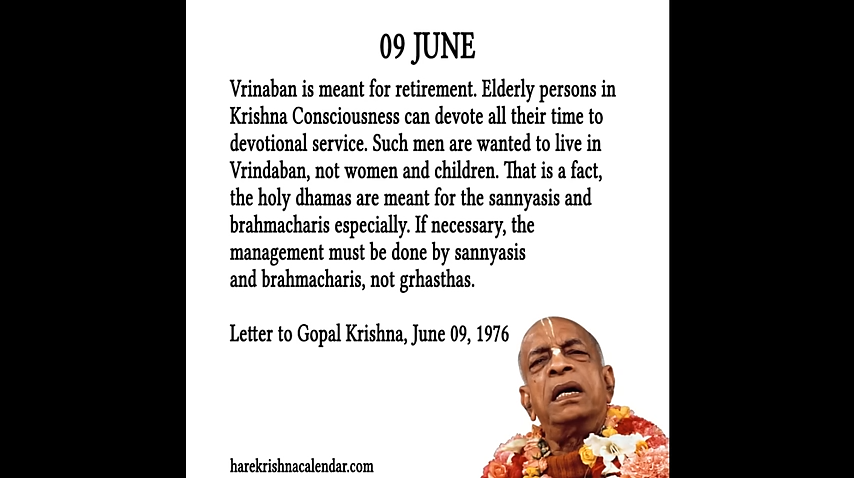 09 JUNE
Vrinaban is meant for retirement. Elderly persons in
Krishna Consciousness can devote all their time to
devotional service. Such men are wanted to live in
Vrindaban, not women and children. That is a fact,
the holy dhamas are meant for the sannyasis and
brahmacharis especially. If necessary, the
management must be done by sannyasis
and brahmacharis, not grhasthas.
Letter to Gopal Krishna, June 09, 1976
harekrishnacalendar.com